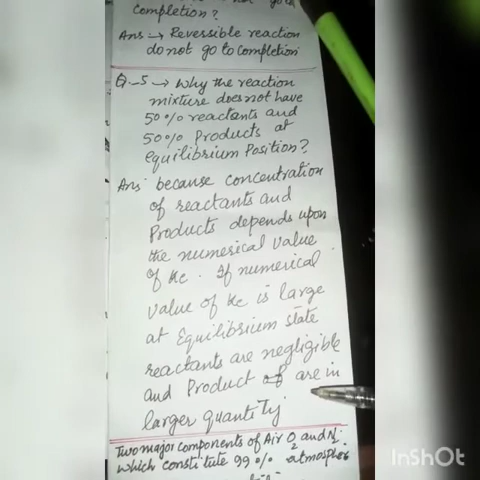 completion?
Ans → Reversible reaction
do not go to completion
Q-5 → Why the reaction
mixture does not have
50% reactants and
50% Products at
equilibrium Position?
Ans because concentration
of reactants and
Products depends upon
the numerical value
of Kc. If numerical
value of Kc is large
at Equilibrium state
reactants are negligible
and Product are in
larger quantity
Two major components of Air O2 and N
which constitute 99% atmosphere
InShOt